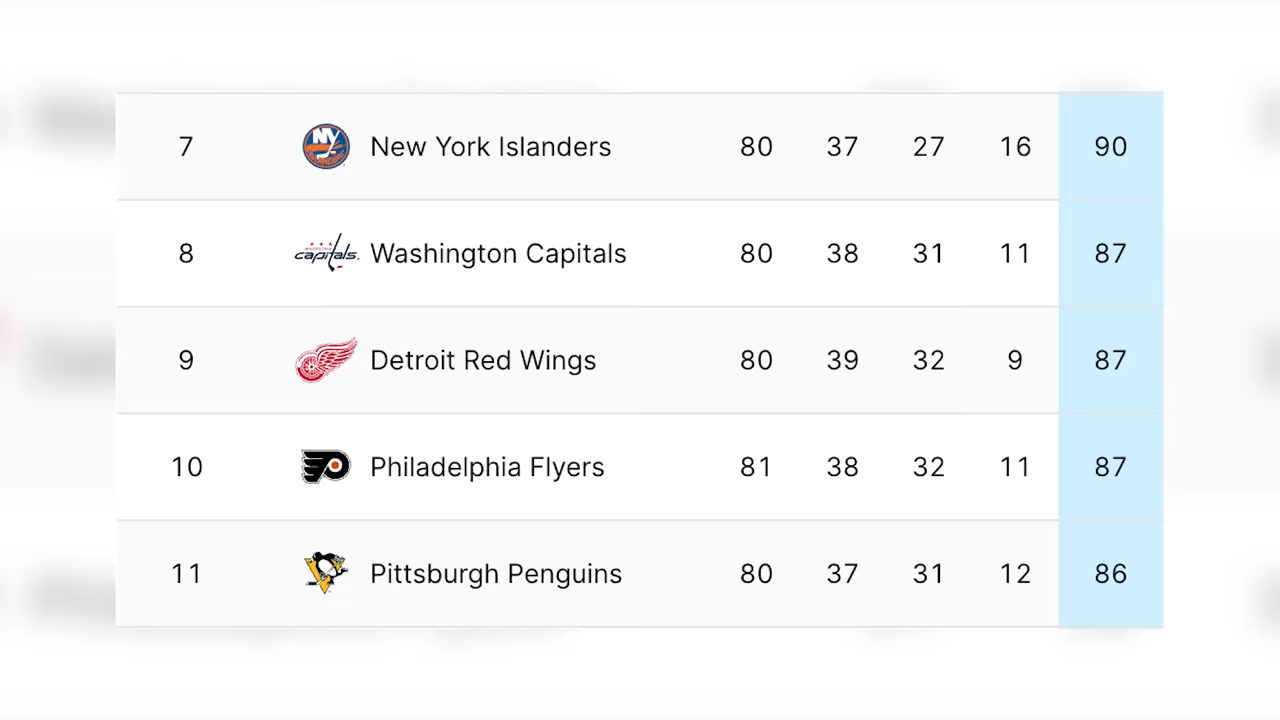 7 NY New York Islanders 80 37 27 16 90
8 capitals Washington Capitals 80 38 31 11 87
9 Detroit Red Wings 80 39 32 9 87
10 Philadelphia Flyers 81 38 32 11 87
11 Pittsburgh Penguins 80 37 31 12 86